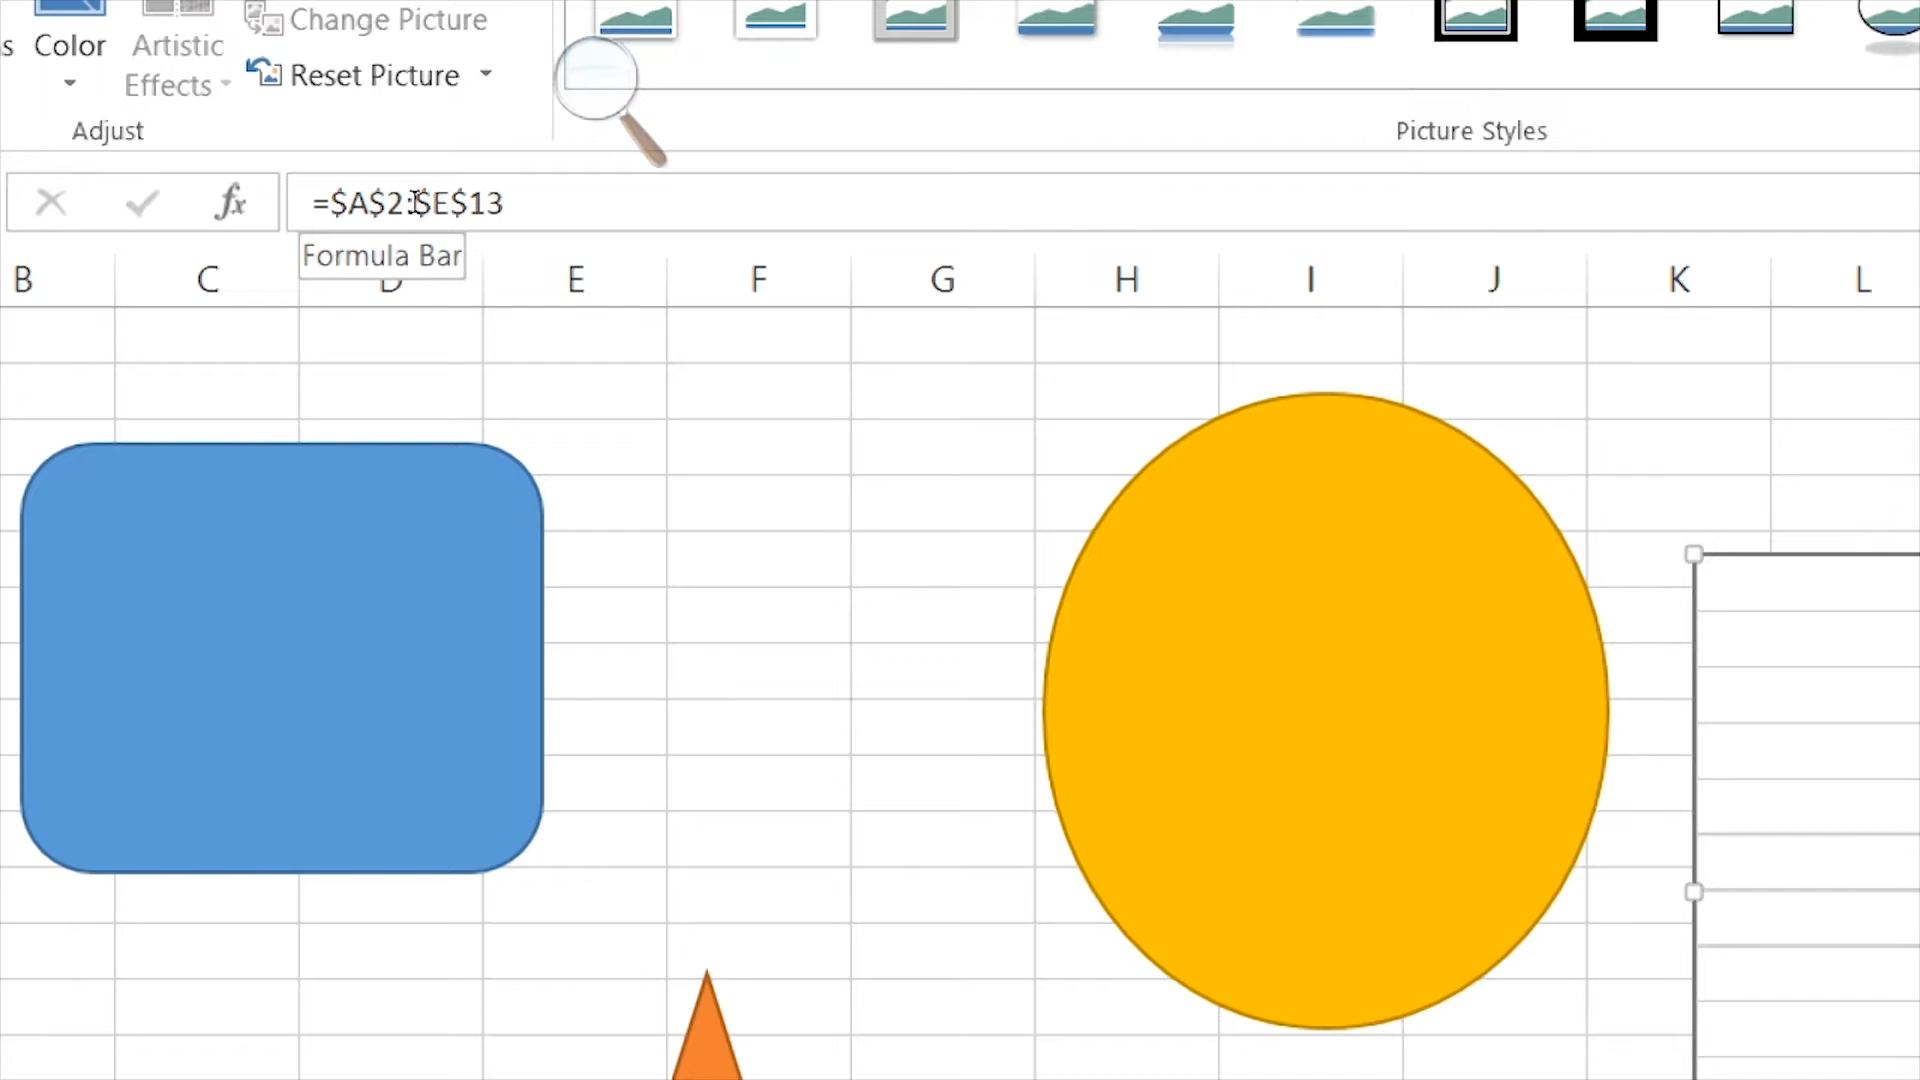 s Color
Artistic
Effects
Change Picture
Reset Picture
Adjust
Picture Styles
fx
=$A$2:$E$13
Formula Bar
B C D E F G H I J K L